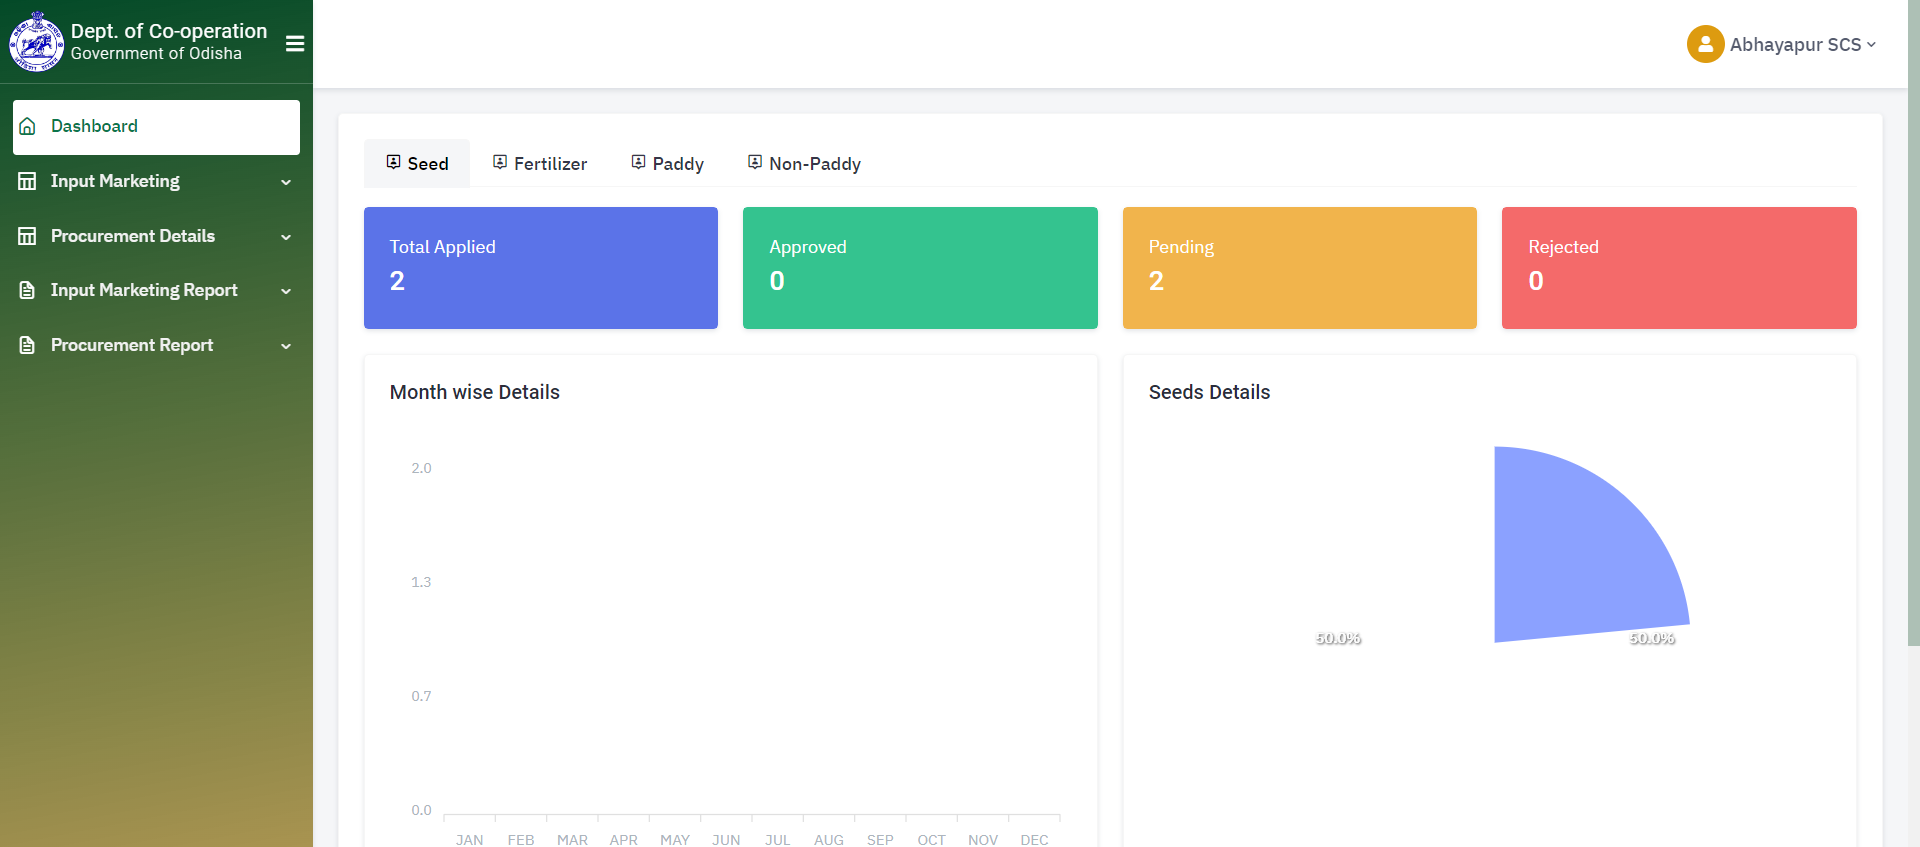 Dept. of Co-operation
Government of Odisha
Abhayapur SCS
Dashboard
Input Marketing
Procurement Details
Input Marketing Report
Procurement Report
Seed
Fertilizer
Paddy
Non-Paddy
Total Applied
2
Approved
0
Pending
2
Rejected
0
Month wise Details
2.0
1.3
0.7
0.0
JAN FEB MAR APR MAY JUN JUL AUG SEP OCT NOV DEC
Seeds Details
50.0%
50.0%